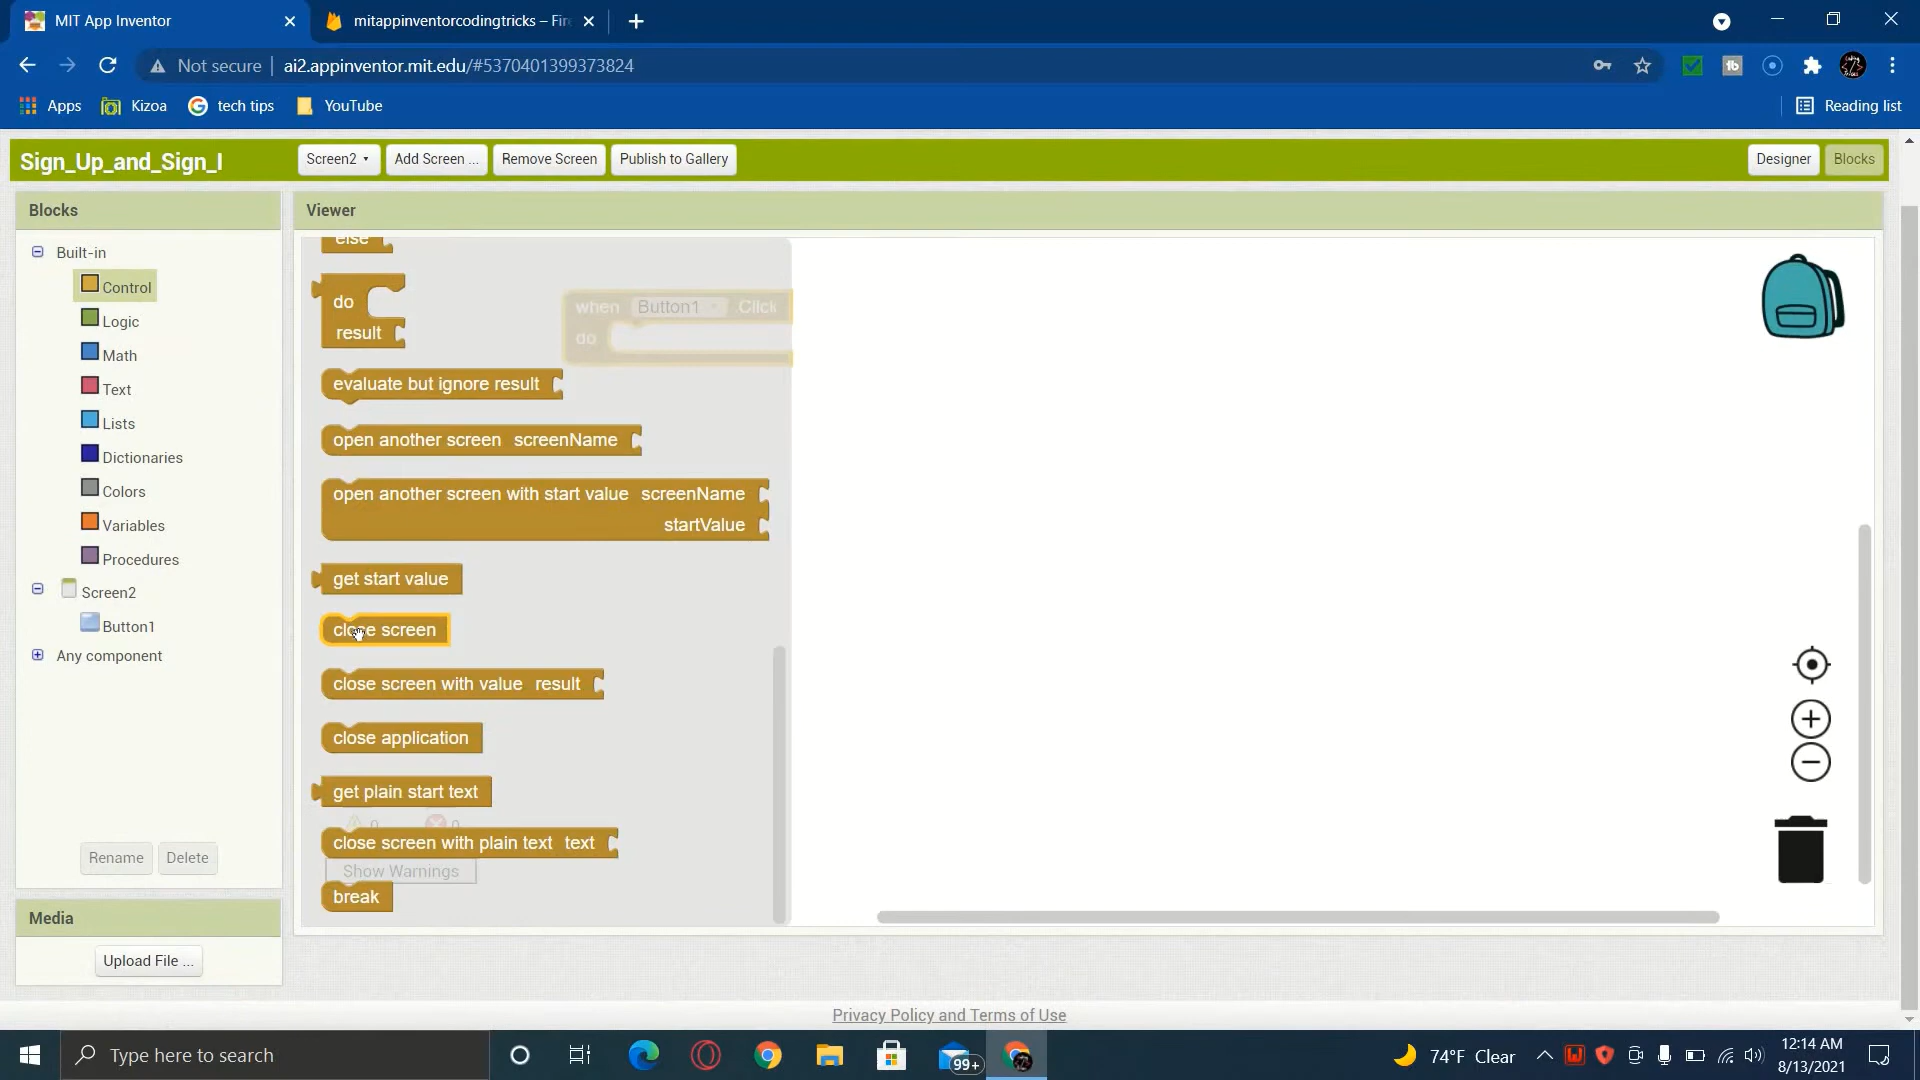 MIT App Inventor
mitappinventorcodingtricks – Fire
Not secure | ai2.appinventor.mit.edu/#5370401399373824
Apps
Kizoa
tech tips
YouTube
Reading list
Sign_Up_and_Sign_I
Screen2
Add Screen ...
Remove Screen
Publish to Gallery
Designer
Blocks
Blocks
Viewer
Built-in
Control
Logic
Math
Text
Lists
Dictionaries
Colors
Variables
Procedures
Screen2
Button1
Any component
Rename
Delete
Media
Upload File ...
else
do
result
when Button1 .Click
do
evaluate but ignore result
open another screen screenName
open another screen with start value screenName
startValue
get start value
close screen
close screen with value result
close application
get plain start text
0 0
close screen with plain text text
Show Warnings
break
Privacy Policy and Terms of Use
Type here to search
99+
74°F Clear
12:14 AM
8/13/2021